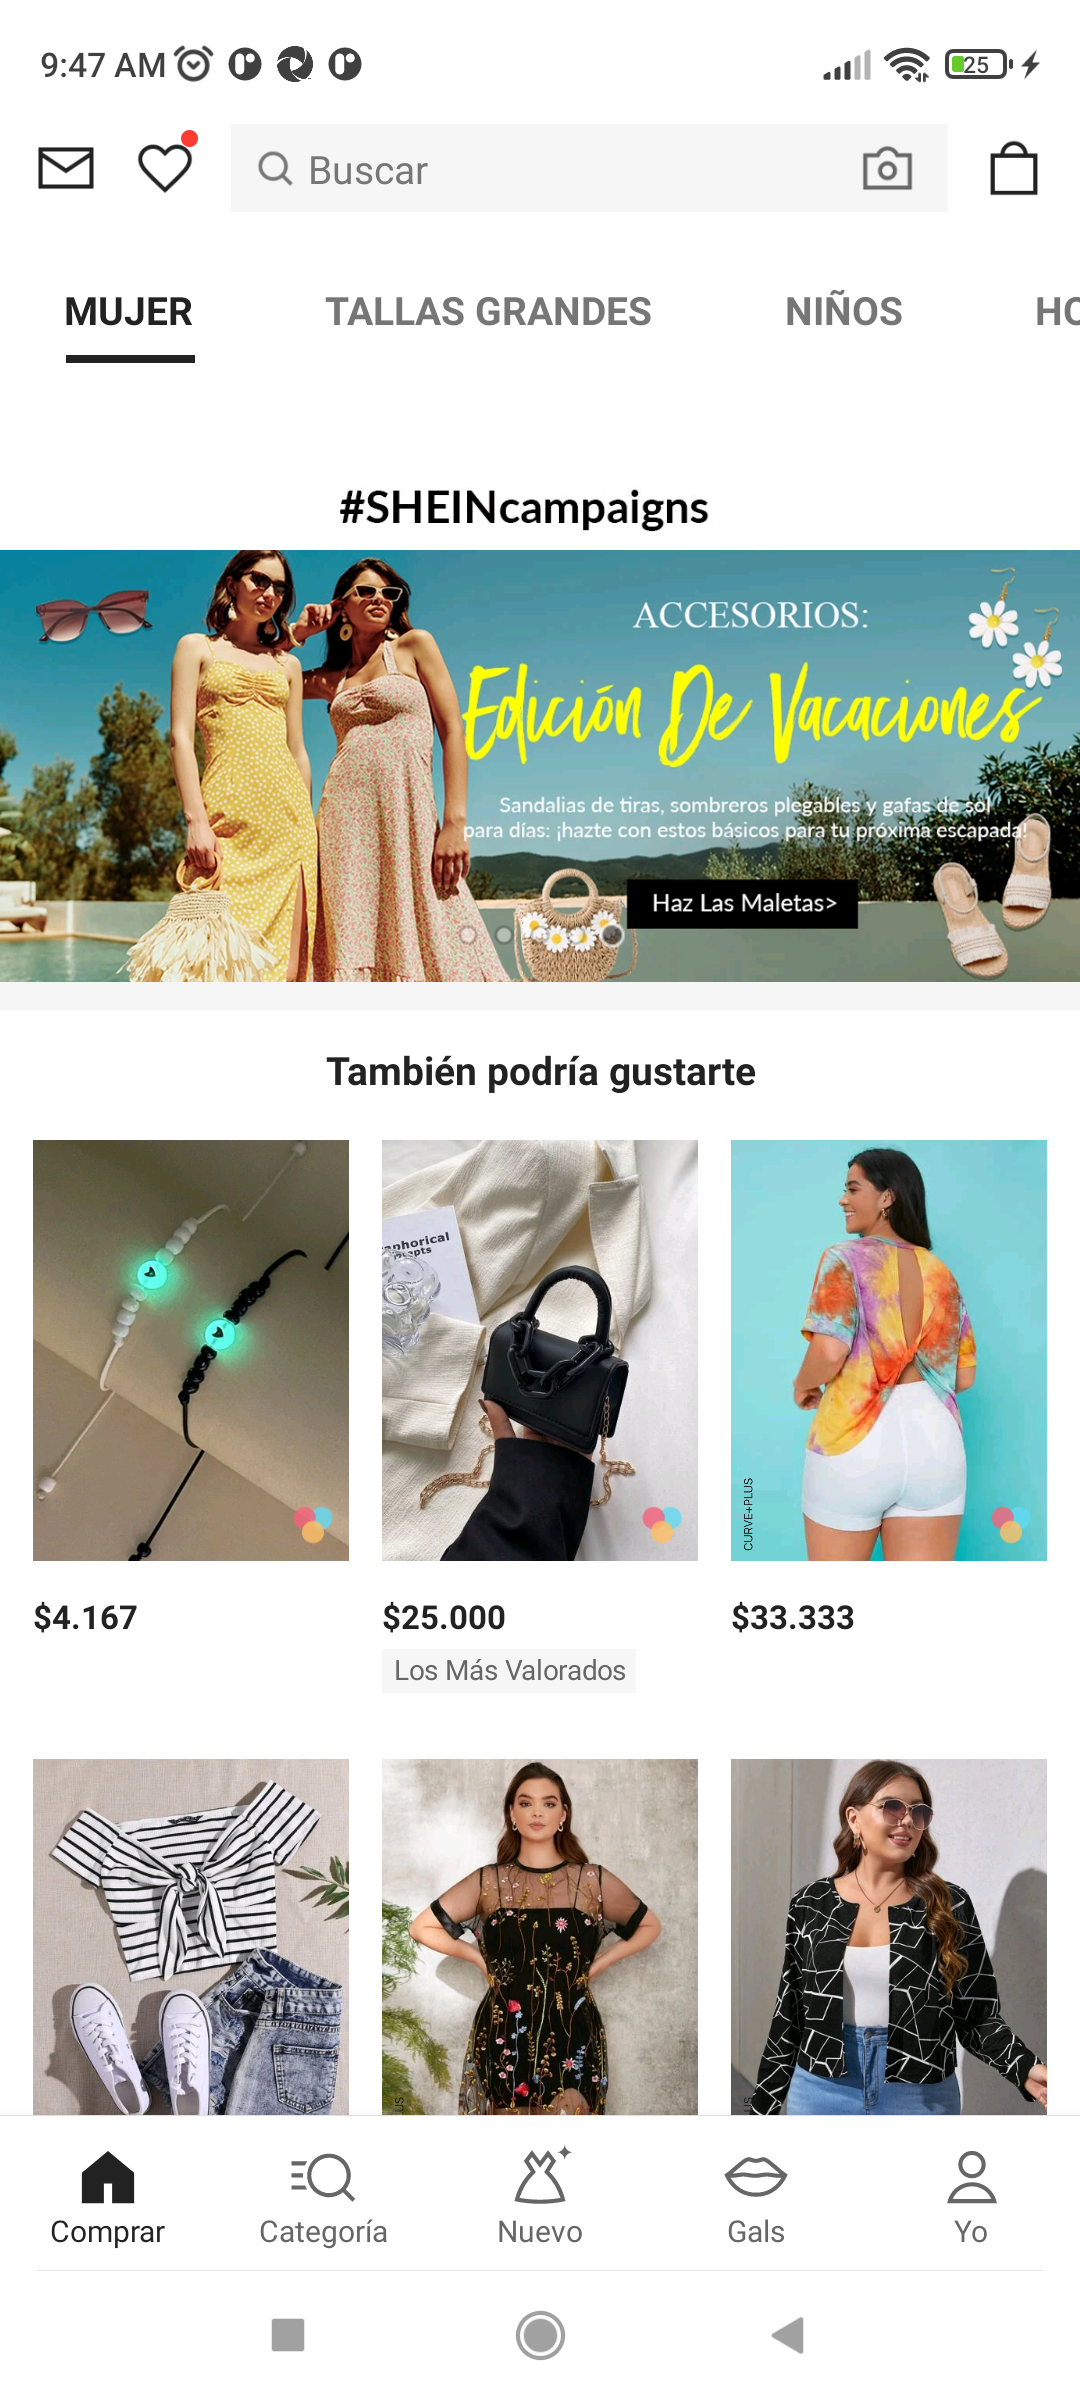 9:47 AM
25
Buscar
MUJER
TALLAS GRANDES
NIÑOS
HO
#SHEINcampaigns
ACCESORIOS:
Edición De Vacaciones
Sandalias de tiras, sombreros plegables y gafas de sol
para días: ¡hazte con estos básicos para tu próxima escapada!
Haz Las Maletas>
También podría gustarte
CURVE+PLUS
$4.167
$25.000
$33.333
Los Más Valorados
Comprar
Categoría
Nuevo
Gals
Yo